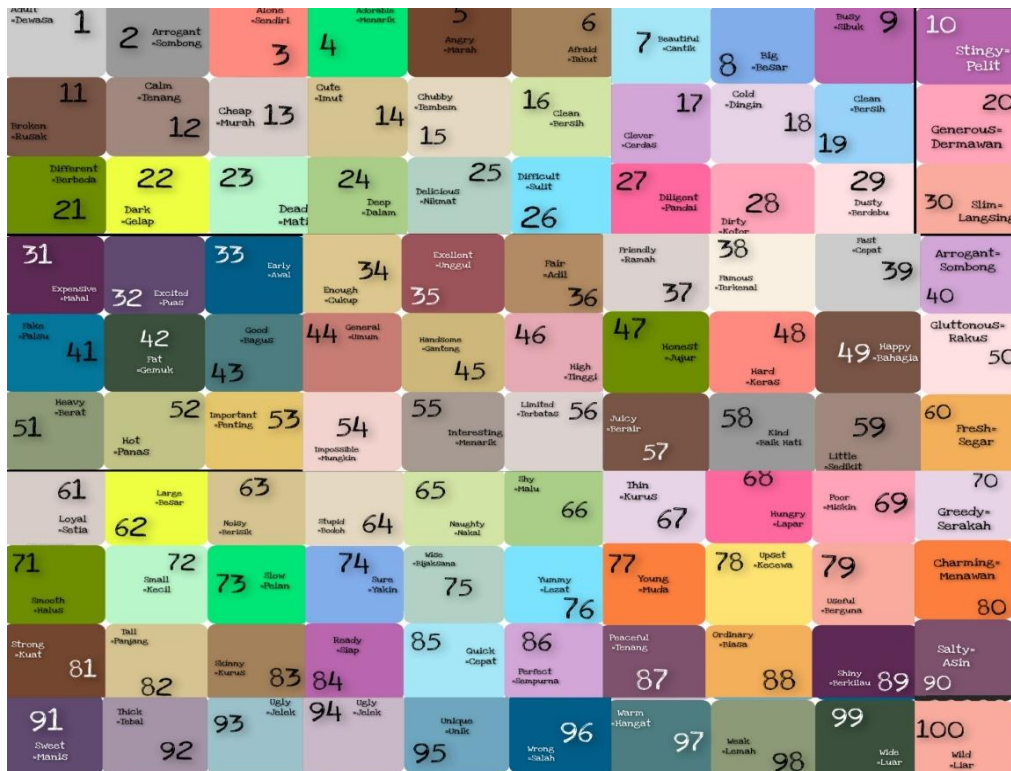 Adult
=Dewasa
1
2
Arrogant
=Sombong
Alone
=Sendiri
3
Adorable
=Menarik
4
5
Angry
=Marah
6
Afraid
=Takut
7
Beautiful
=Cantik
8
Big
=Besar
Busy
=Sibuk
9
10
Stingy=
Pelit
11
Broken
=Rusak
Calm
=Tenang
12
Cheap
=Murah
13
Cute
=Imut
14
Chubby
=Tembem
15
16
Clean
=Bersih
17
Clever
=Cerdas
Cold
=Dingin
18
Clean
=Bersih
19
20
Generous=
Dermawan
Different
=Berbeda
21
22
Dark
=Gelap
23
Dead
=Mati
24
Deep
=Dalam
25
Delicious
=Nikmat
Difficult
=Sulit
26
27
Diligent
=Pandai
28
Dirty
=Kotor
29
Dusty
=Berdebu
30
Slim=
Langsing
31
Expensive
=Mahal
32
Excited
=Puas
33
Early
=Awal
34
Enough
=Cukup
Exellent
=Unggul
35
Fair
=Adil
36
Friendly
=Ramah
37
38
Famous
=Terkenal
Fast
=Cepat
39
Arrogant=
Sombong
40
Fake
=Palsu
41
42
Fat
=Gemuk
Good
=Bagus
43
44
General
=Umum
Handsome
=Ganteng
45
46
High
=Tinggi
47
Honest
=Jujur
48
Hard
=Keras
49
Happy
=Bahagia
Gluttonous=
Rakus
50
Heavy
=Berat
51
52
Hot
=Panas
Important
=Penting
53
54
Impossible
=Mungkin
55
Interesting
=Menarik
Limited
=Terbatas
56
Juicy
=Berair
57
58
Kind
=Baik Hati
59
Little
=Sedikit
60
Fresh=
Segar
61
Loyal
=Setia
Large
=Besar
62
63
Noisy
=Berisik
Stupid
=Bodoh
64
65
Naughty
=Nakal
Shy
=Malu
66
Thin
=Kurus
67
68
Hungry
=Lapar
Poor
=Miskin
69
70
Greedy=
Serakah
71
Smooth
=Halus
72
Small
=Kecil
73
Slow
=Pelan
74
Sure
=Yakin
Wise
=Bijaksana
75
Yummy
=Lezat
76
77
Young
=Muda
78
Upset
=Kecewa
79
Useful
=Berguna
Charming=
Menawan
80
Strong
=Kuat
81
Tall
=Panjang
82
Skinny
=Kurus
83
Ready
=Siap
84
85
Quick
=Cepat
86
Perfect
=Sempurna
Peaceful
=Tenang
87
Ordinary
=Biasa
88
Shiny
=Berkilau
89
Salty=
Asin
90
91
Sweet
=Manis
Thick
=Tebal
92
Ugly
=Jelek
93
94
Ugly
=Jelek
Unique
=Unik
95
96
Wrong
=Salah
Warm
=Hangat
97
Weak
=Lemah
98
99
Wide
=Luar
100
Wild
=Liar